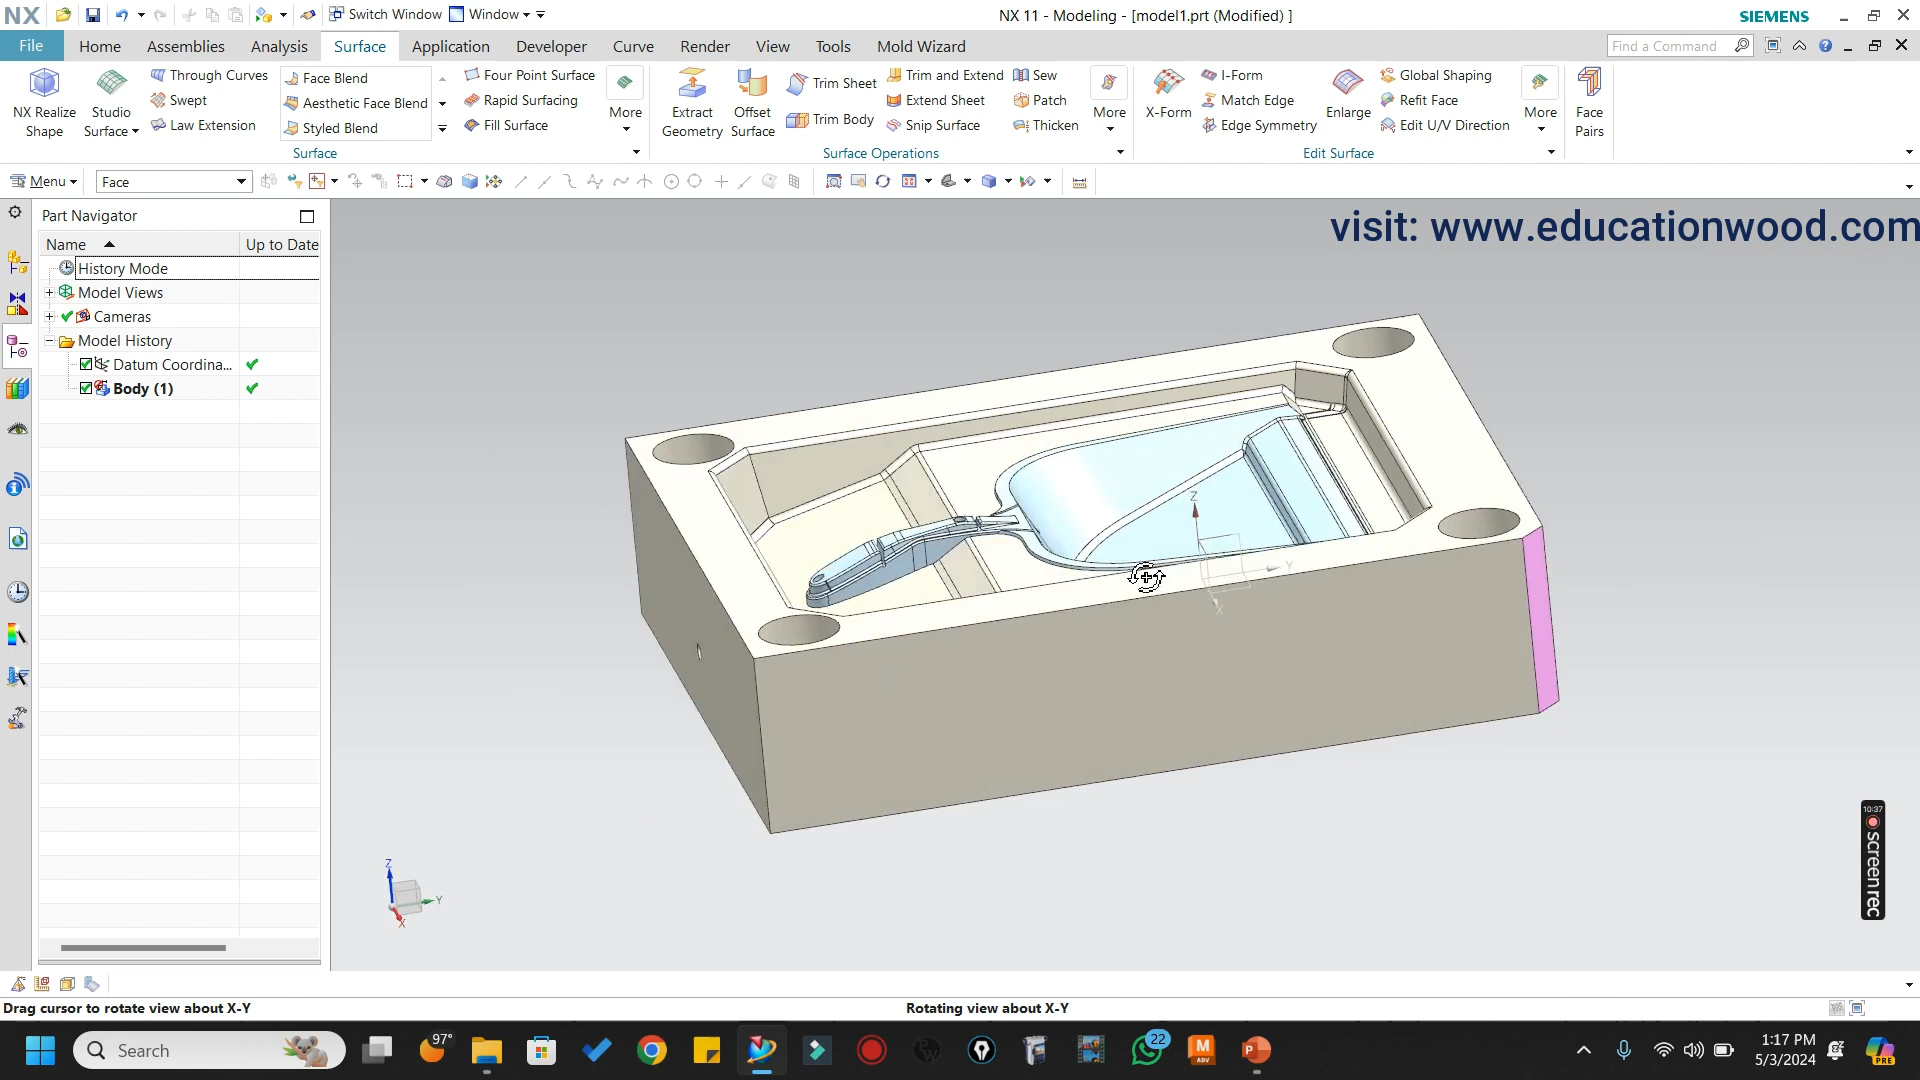 NX
Switch Window
Window
NX 11 - Modeling - [model1.prt (Modified) ]
SIEMENS
File
Home
Assemblies
Analysis
Surface
Application
Developer
Curve
Render
View
Tools
Mold Wizard
Find a Command
NX Realize
Shape
Studio
Surface
Through Curves
Swept
Law Extension
Face Blend
Aesthetic Face Blend
Styled Blend
Four Point Surface
Rapid Surfacing
Fill Surface
More
Extract
Geometry
Offset
Surface
Trim Sheet
Trim Body
Trim and Extend
Extend Sheet
Snip Surface
Sew
Patch
Thicken
More
X-Form
I-Form
Match Edge
Edge Symmetry
Enlarge
Global Shaping
Refit Face
Edit U/V Direction
More
Face
Pairs
Surface
Surface Operations
Edit Surface
Menu
Face
Part Navigator
Name
Up to Date
History Mode
Model Views
Cameras
Model History
Datum Coordina...
Body (1)
visit: www.educationwood.com
Z
Y
X
Z
Y
X
10:37
screen rec
Drag cursor to rotate view about X-Y
Rotating view about X-Y
Search
97°
22
M
ADV
P
1:17 PM
5/3/2024
PRE